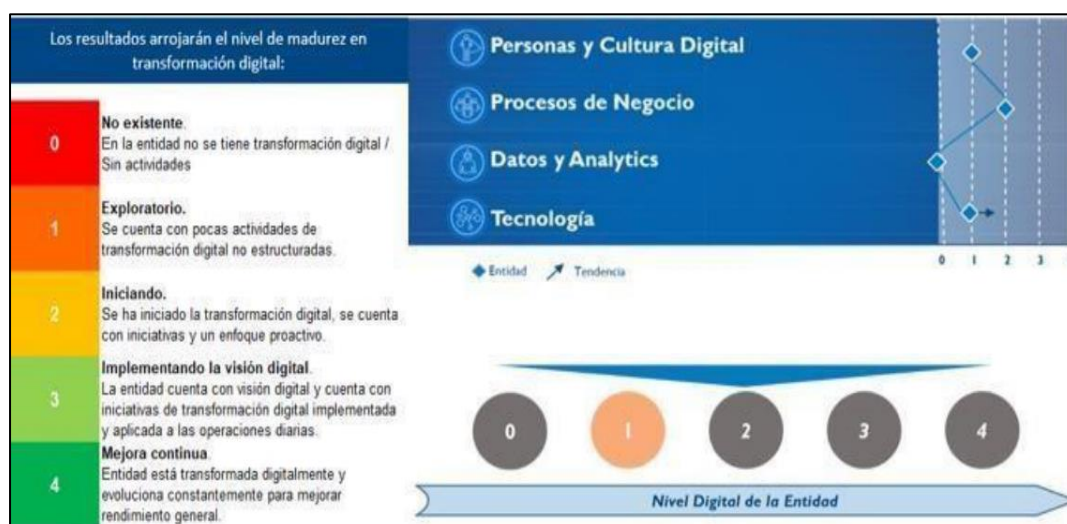 Los resultados arrojarán el nivel de madurez en
transformación digital:
0
No existente.
En la entidad no se tiene transformación digital /
Sin actividades
1
Exploratorio.
Se cuenta con pocas actividades de
transformación digital no estructuradas.
2
Iniciando.
Se ha iniciado la transformación digital, se cuenta
con iniciativas y un enfoque proactivo.
3
Implementando la visión digital.
La entidad cuenta con visión digital y cuenta con
iniciativas de transformación digital implementada
y aplicada a las operaciones diarias.
4
Mejora continua.
Entidad está transformada digitalmente y
evoluciona constantemente para mejorar
rendimiento general.
Personas y Cultura Digital
Procesos de Negocio
Datos y Analytics
Tecnología
0 1 2 3
Entidad Tendencia
0 1 2 3 4
Nivel Digital de la Entidad